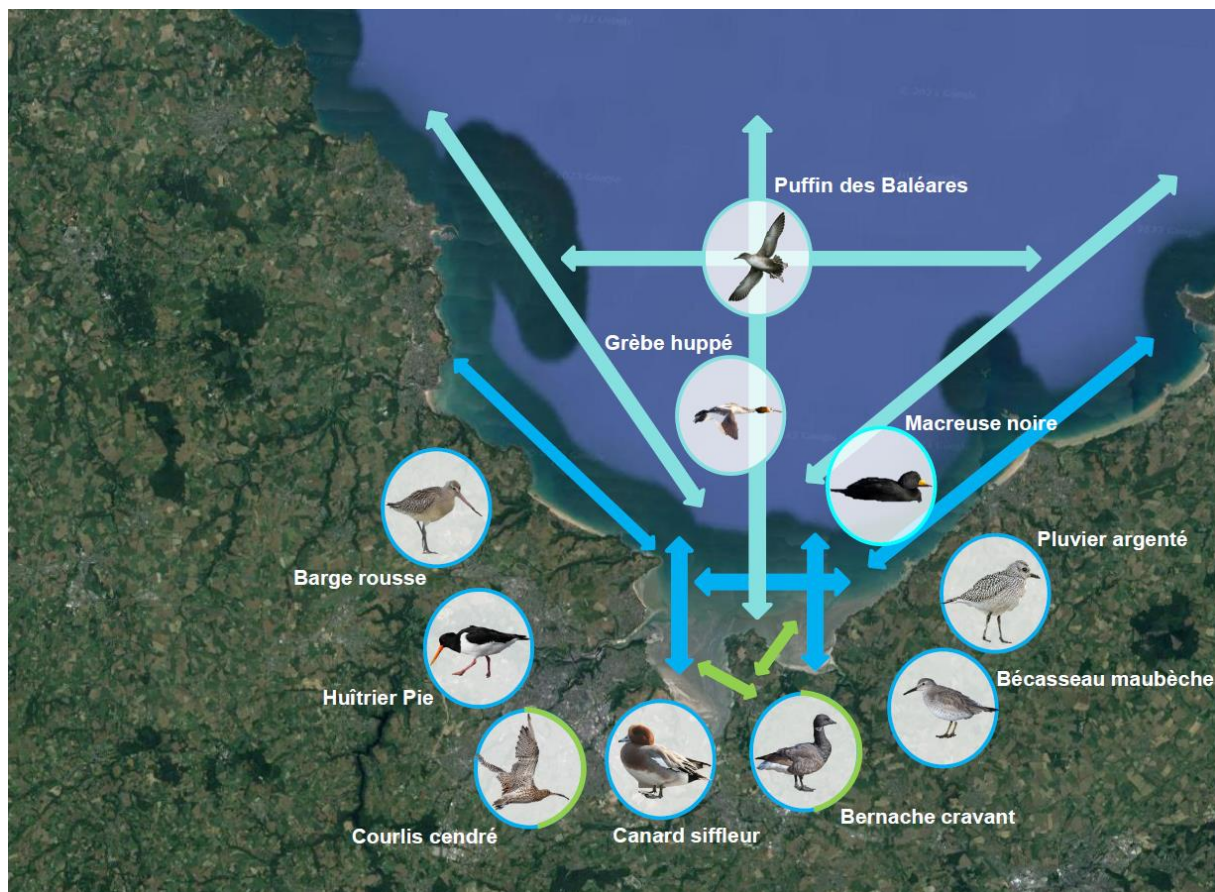 Puffin des Baléares
Grèbe huppé
Macreuse noire
Pluvier argenté
Barge rousse
Bécasseau maubèche
Huîtrier Pie
Bernache cravant
Courlis cendré
Canard siffleur